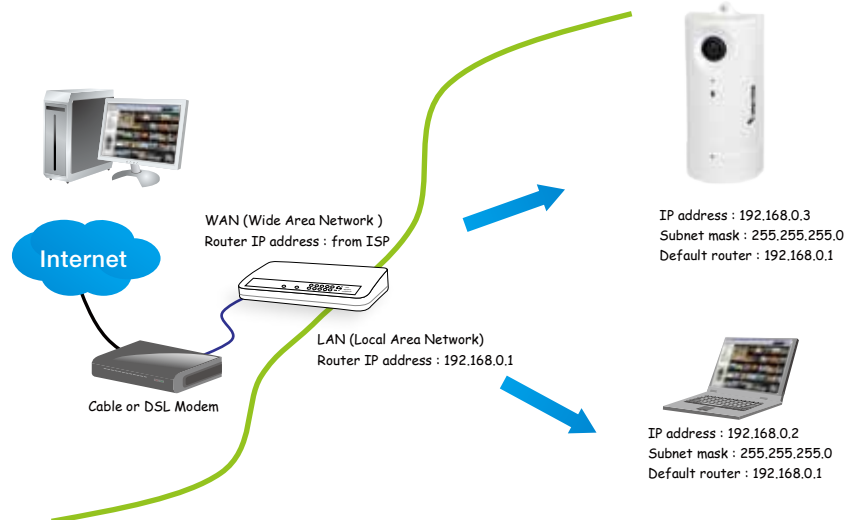 WAN (Wide Area Network )
Router IP address : from ISP
Internet
LAN (Local Area Network)
Router IP address : 192.168.0.1
Cable or DSL Modem
IP address : 192.168.0.3
Subnet mask : 255.255.255.0
Default router : 192.168.0.1
IP address : 192.168.0.2
Subnet mask : 255.255.255.0
Default router : 192.168.0.1